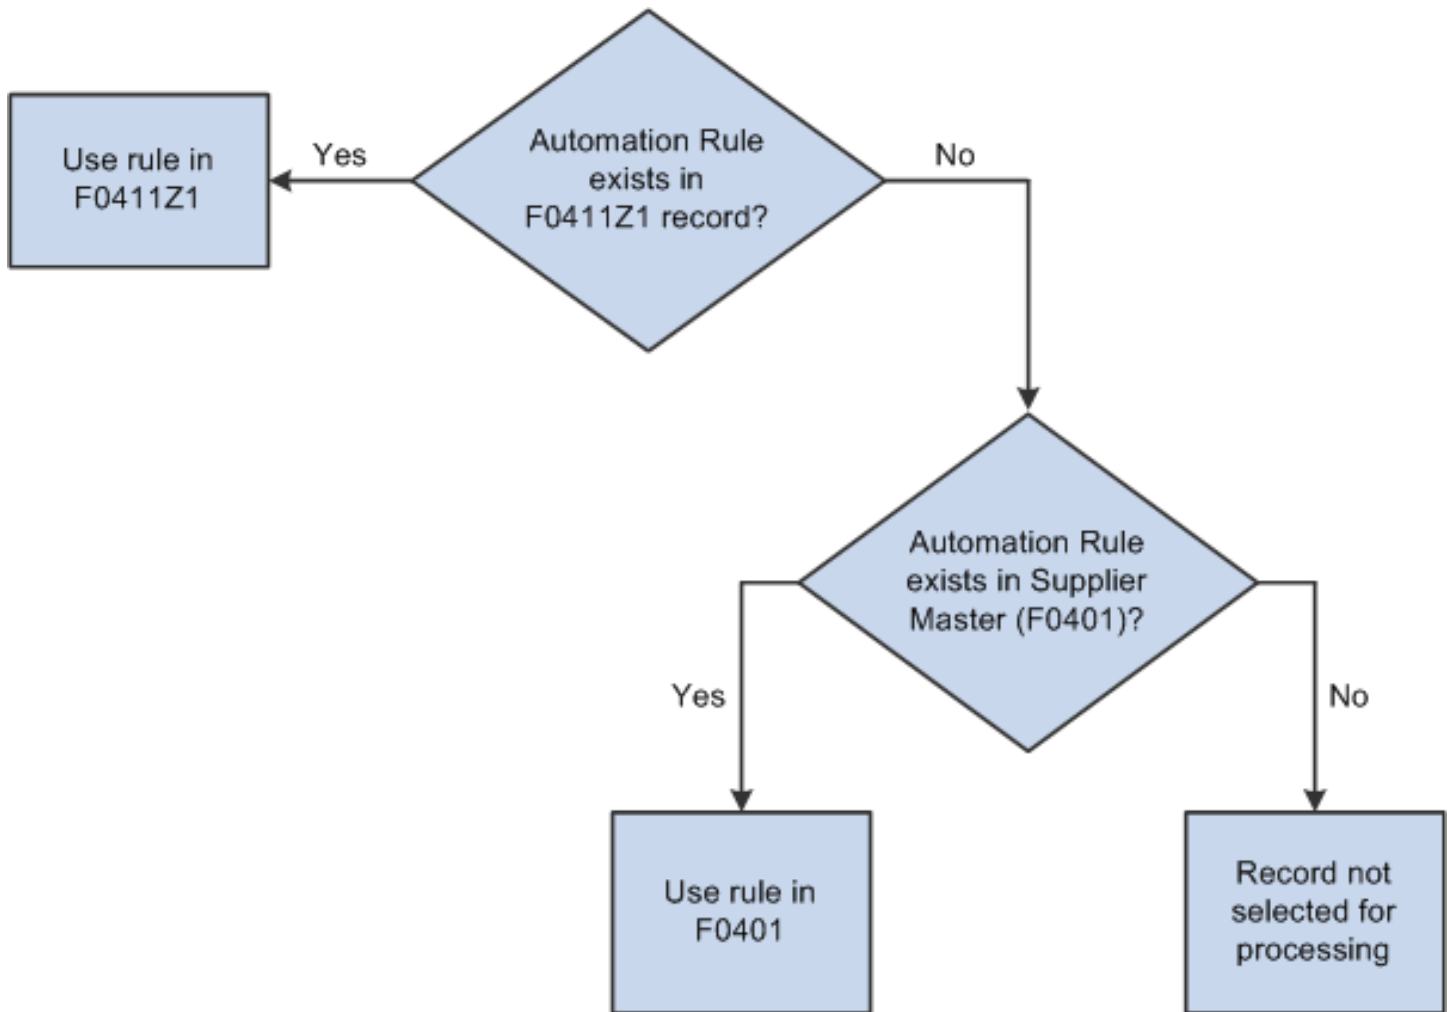 Automation Rule
exists in
F0411Z1 record?
Yes
No
Use rule in
F0411Z1
Automation Rule
exists in Supplier
Master (F0401)?
Yes
No
Use rule in
F0401
Record not
selected for
processing